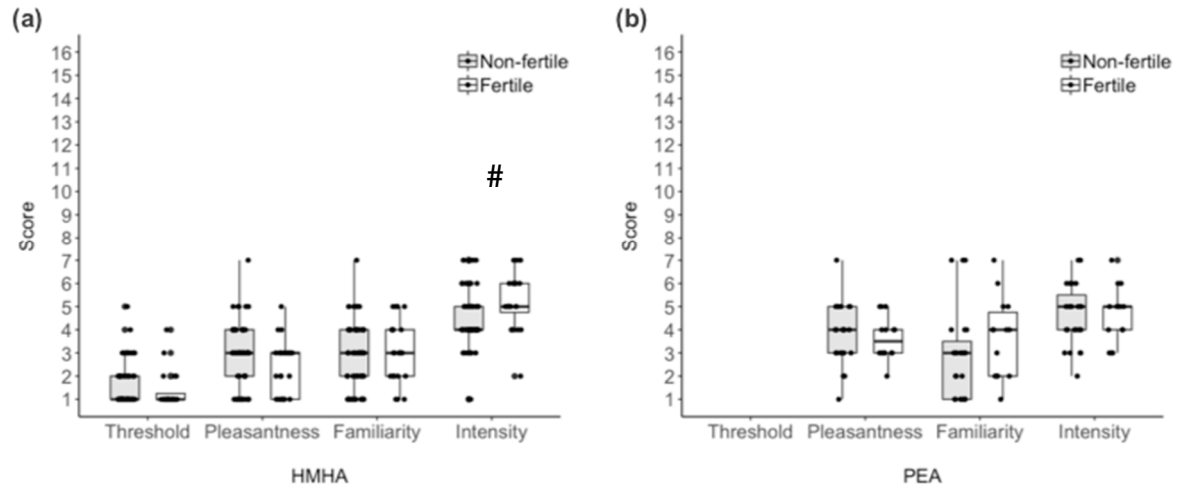 (a)
16
15
14
13
12
11
10
9
8
7
6
5
4
3
2
1
Score
Non-fertile
Fertile
#
Threshold Pleasantness Familiarity Intensity
HMHA
(b)
16
15
14
13
12
11
10
9
8
7
6
5
4
3
2
1
Score
Non-fertile
Fertile
Threshold Pleasantness Familiarity Intensity
PEA